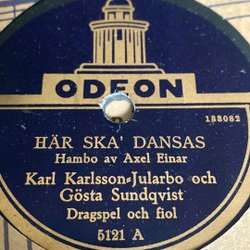 ODEON
188082
HÄR SKA' DANSAS
Hambo av Axel Einar
Karl Karlsson-Jularbo och
Gösta Sundqvist
Dragspel och fiol
5121 A